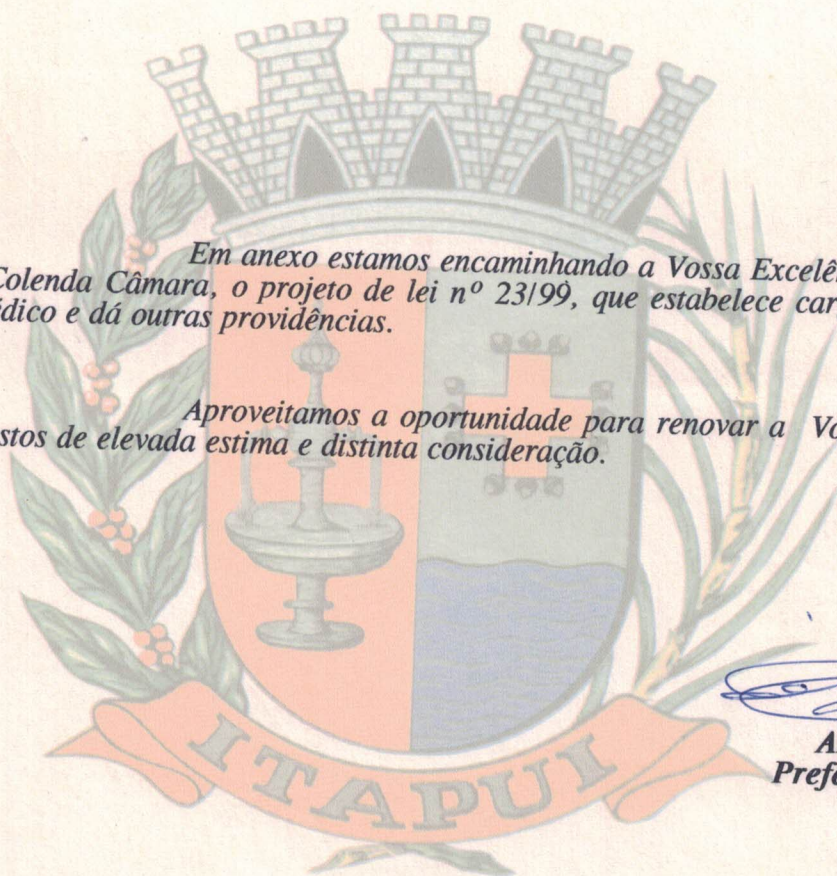 Em anexo estamos encaminhando a Vossa Excelê
Colenda Câmara, o projeto de lei nº 23/99, que estabelece car
dico e dá outras providências.
Aproveitamos a oportunidade para renovar a Vo
stos de elevada estima e distinta consideração.
A
Prefe
ITAPUI